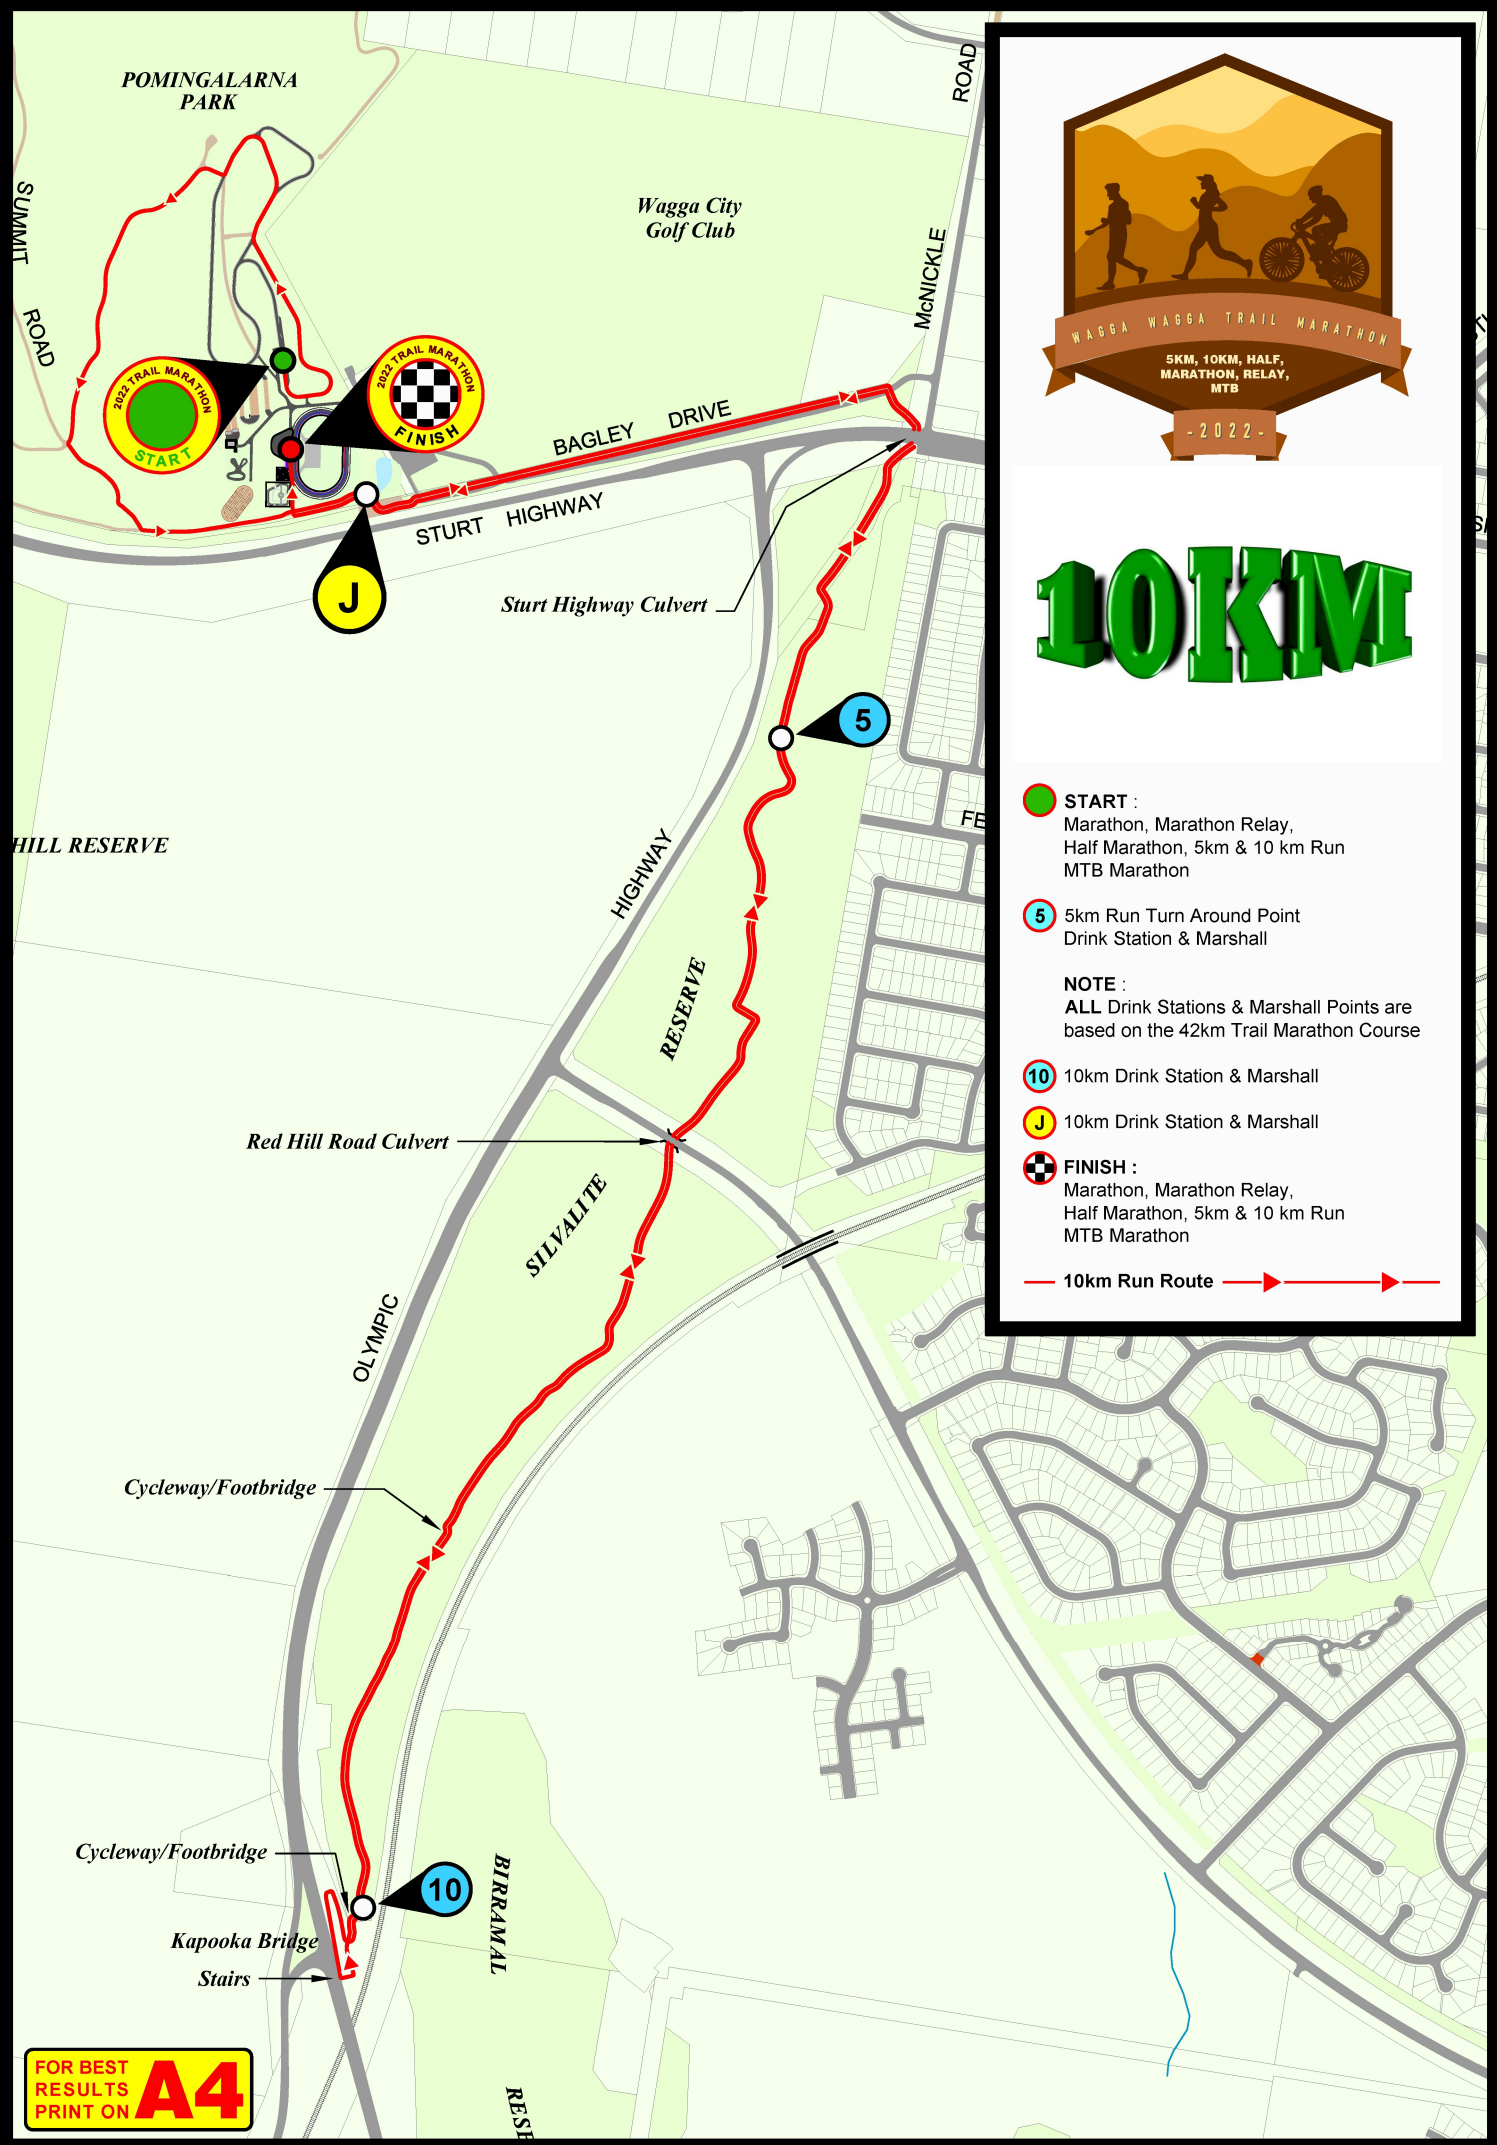 POMINGALARNA
PARK
SUMMIT
ROAD
Wagga City
Golf Club
ROAD
McNICKLE
2022 TRAIL MARATHON
START
2022 TRAIL MARATHON
FINISH
BAGLEY DRIVE
STURT HIGHWAY
J
Sturt Highway Culvert
5
HILL RESERVE
HIGHWAY
FE
RESERVE
Red Hill Road Culvert
SILVALITE
OLYMPIC
Cycleway/Footbridge
Cycleway/Footbridge
10
Kapooka Bridge
Stairs
BIRRAMAL
RESE
WAGGA WAGGA TRAIL MARATHON
5KM, 10KM, HALF,
MARATHON, RELAY,
MTB
-2022-
10KM
START :
Marathon, Marathon Relay,
Half Marathon, 5km & 10 km Run
MTB Marathon
5 5km Run Turn Around Point
Drink Station & Marshall
NOTE :
ALL Drink Stations & Marshall Points are
based on the 42km Trail Marathon Course
10 10km Drink Station & Marshall
J 10km Drink Station & Marshall
FINISH :
Marathon, Marathon Relay,
Half Marathon, 5km & 10 km Run
MTB Marathon
10km Run Route
FOR BEST
RESULTS
PRINT ON
A4